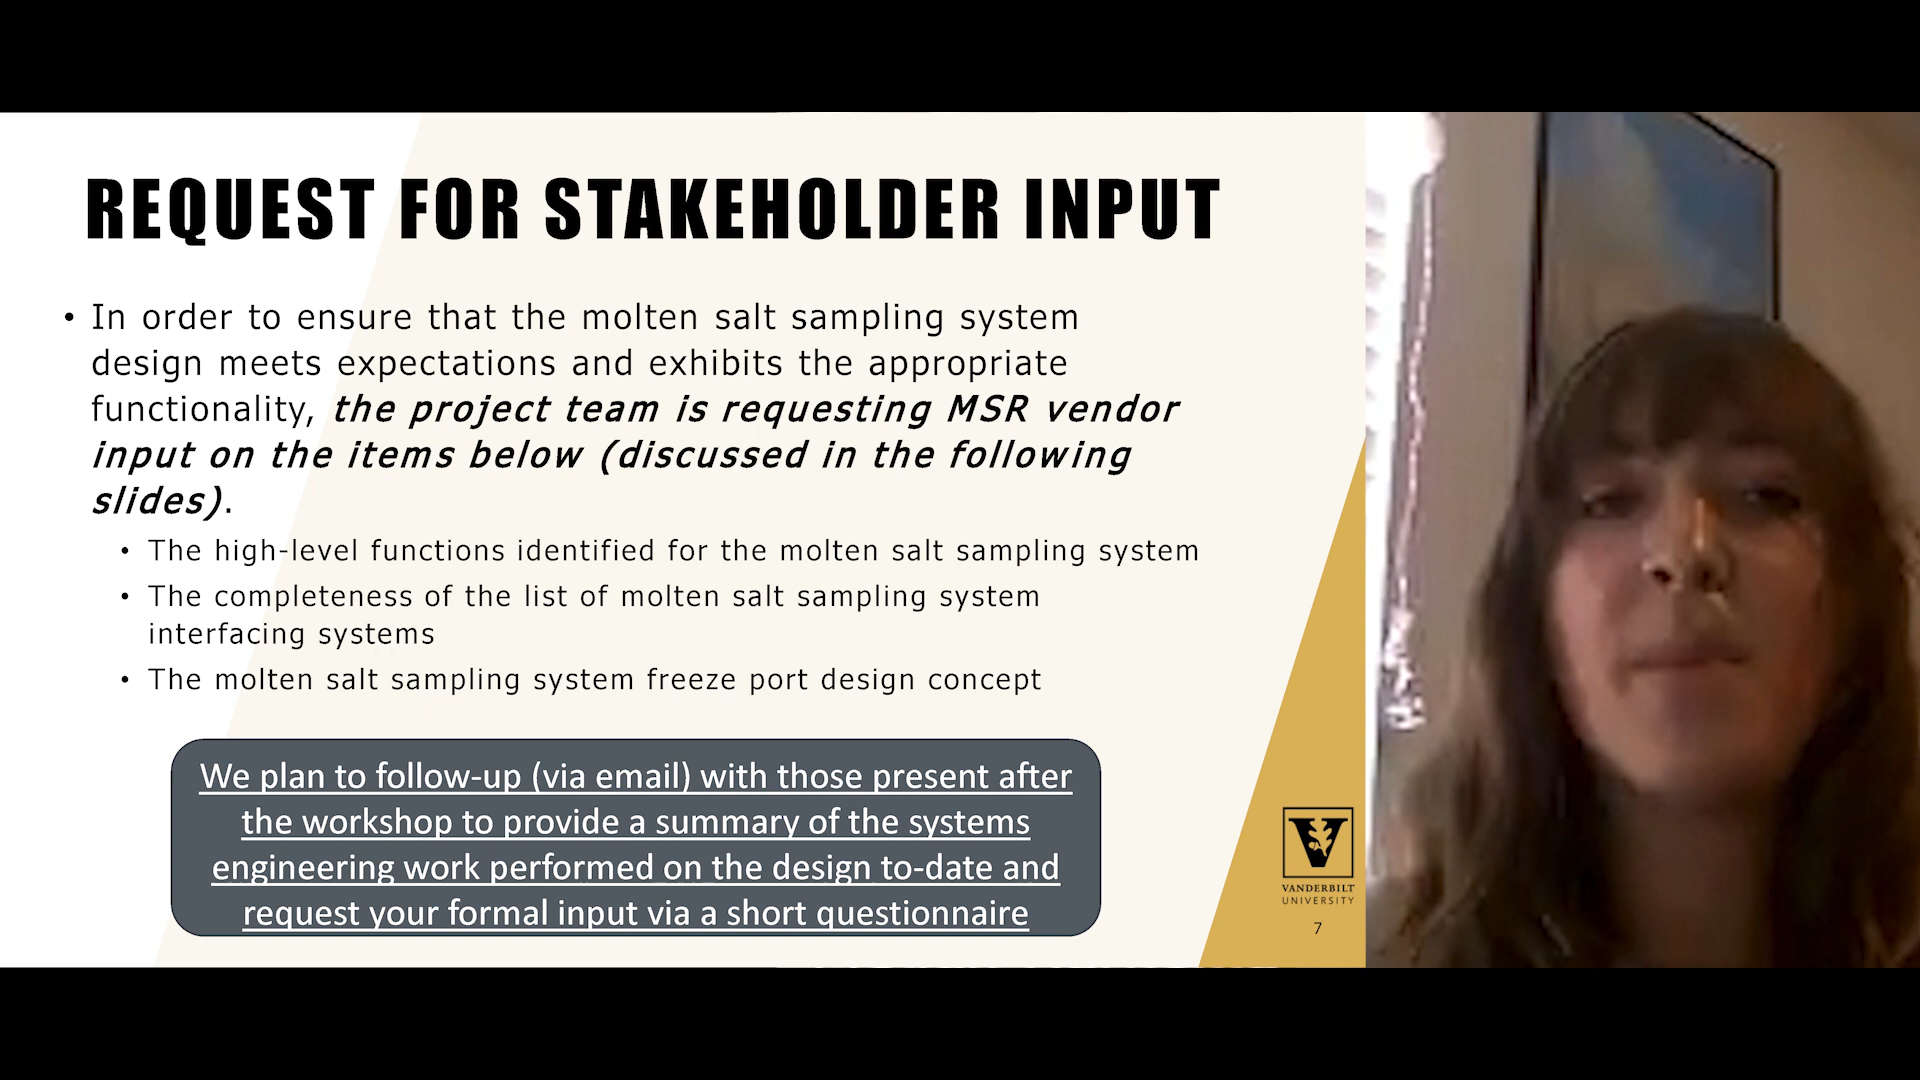 REQUEST FOR STAKEHOLDER INPUT
• In order to ensure that the molten salt sampling system
design meets expectations and exhibits the appropriate
functionality, the project team is requesting MSR vendor
input on the items below (discussed in the following
slides).
• The high-level functions identified for the molten salt sampling system
• The completeness of the list of molten salt sampling system
interfacing systems
• The molten salt sampling system freeze port design concept
We plan to follow-up (via email) with those present after
the workshop to provide a summary of the systems
engineering work performed on the design to-date and
request your formal input via a short questionnaire
V
VANDERBILT
UNIVERSITY
7